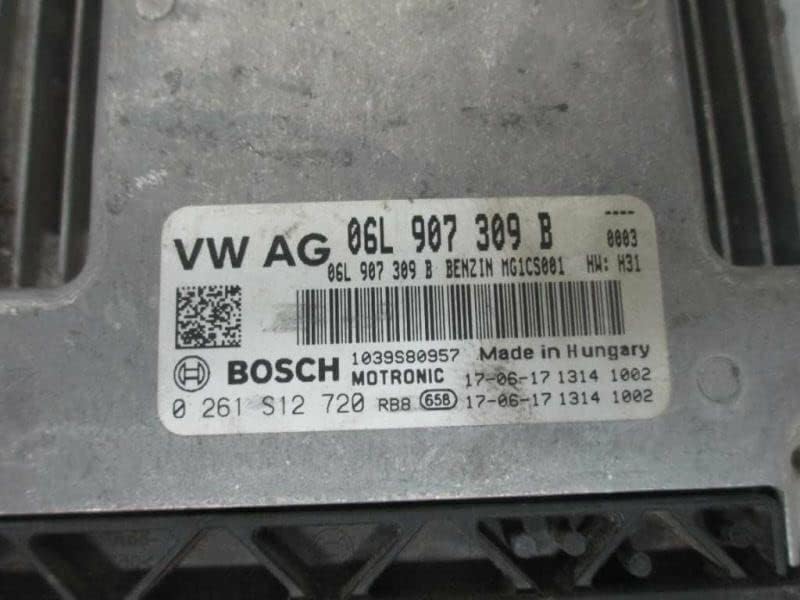 VW AG 06L 907 309 B ----
0003
06L 907 309 B BENZIN MG1CS001 HW: H31
BOSCH 1039S80957 Made in Hungary
MOTRONIC 17-06-17 1314 1002
0 261 S12 720 RB8 658 17-06-17 1314 1002